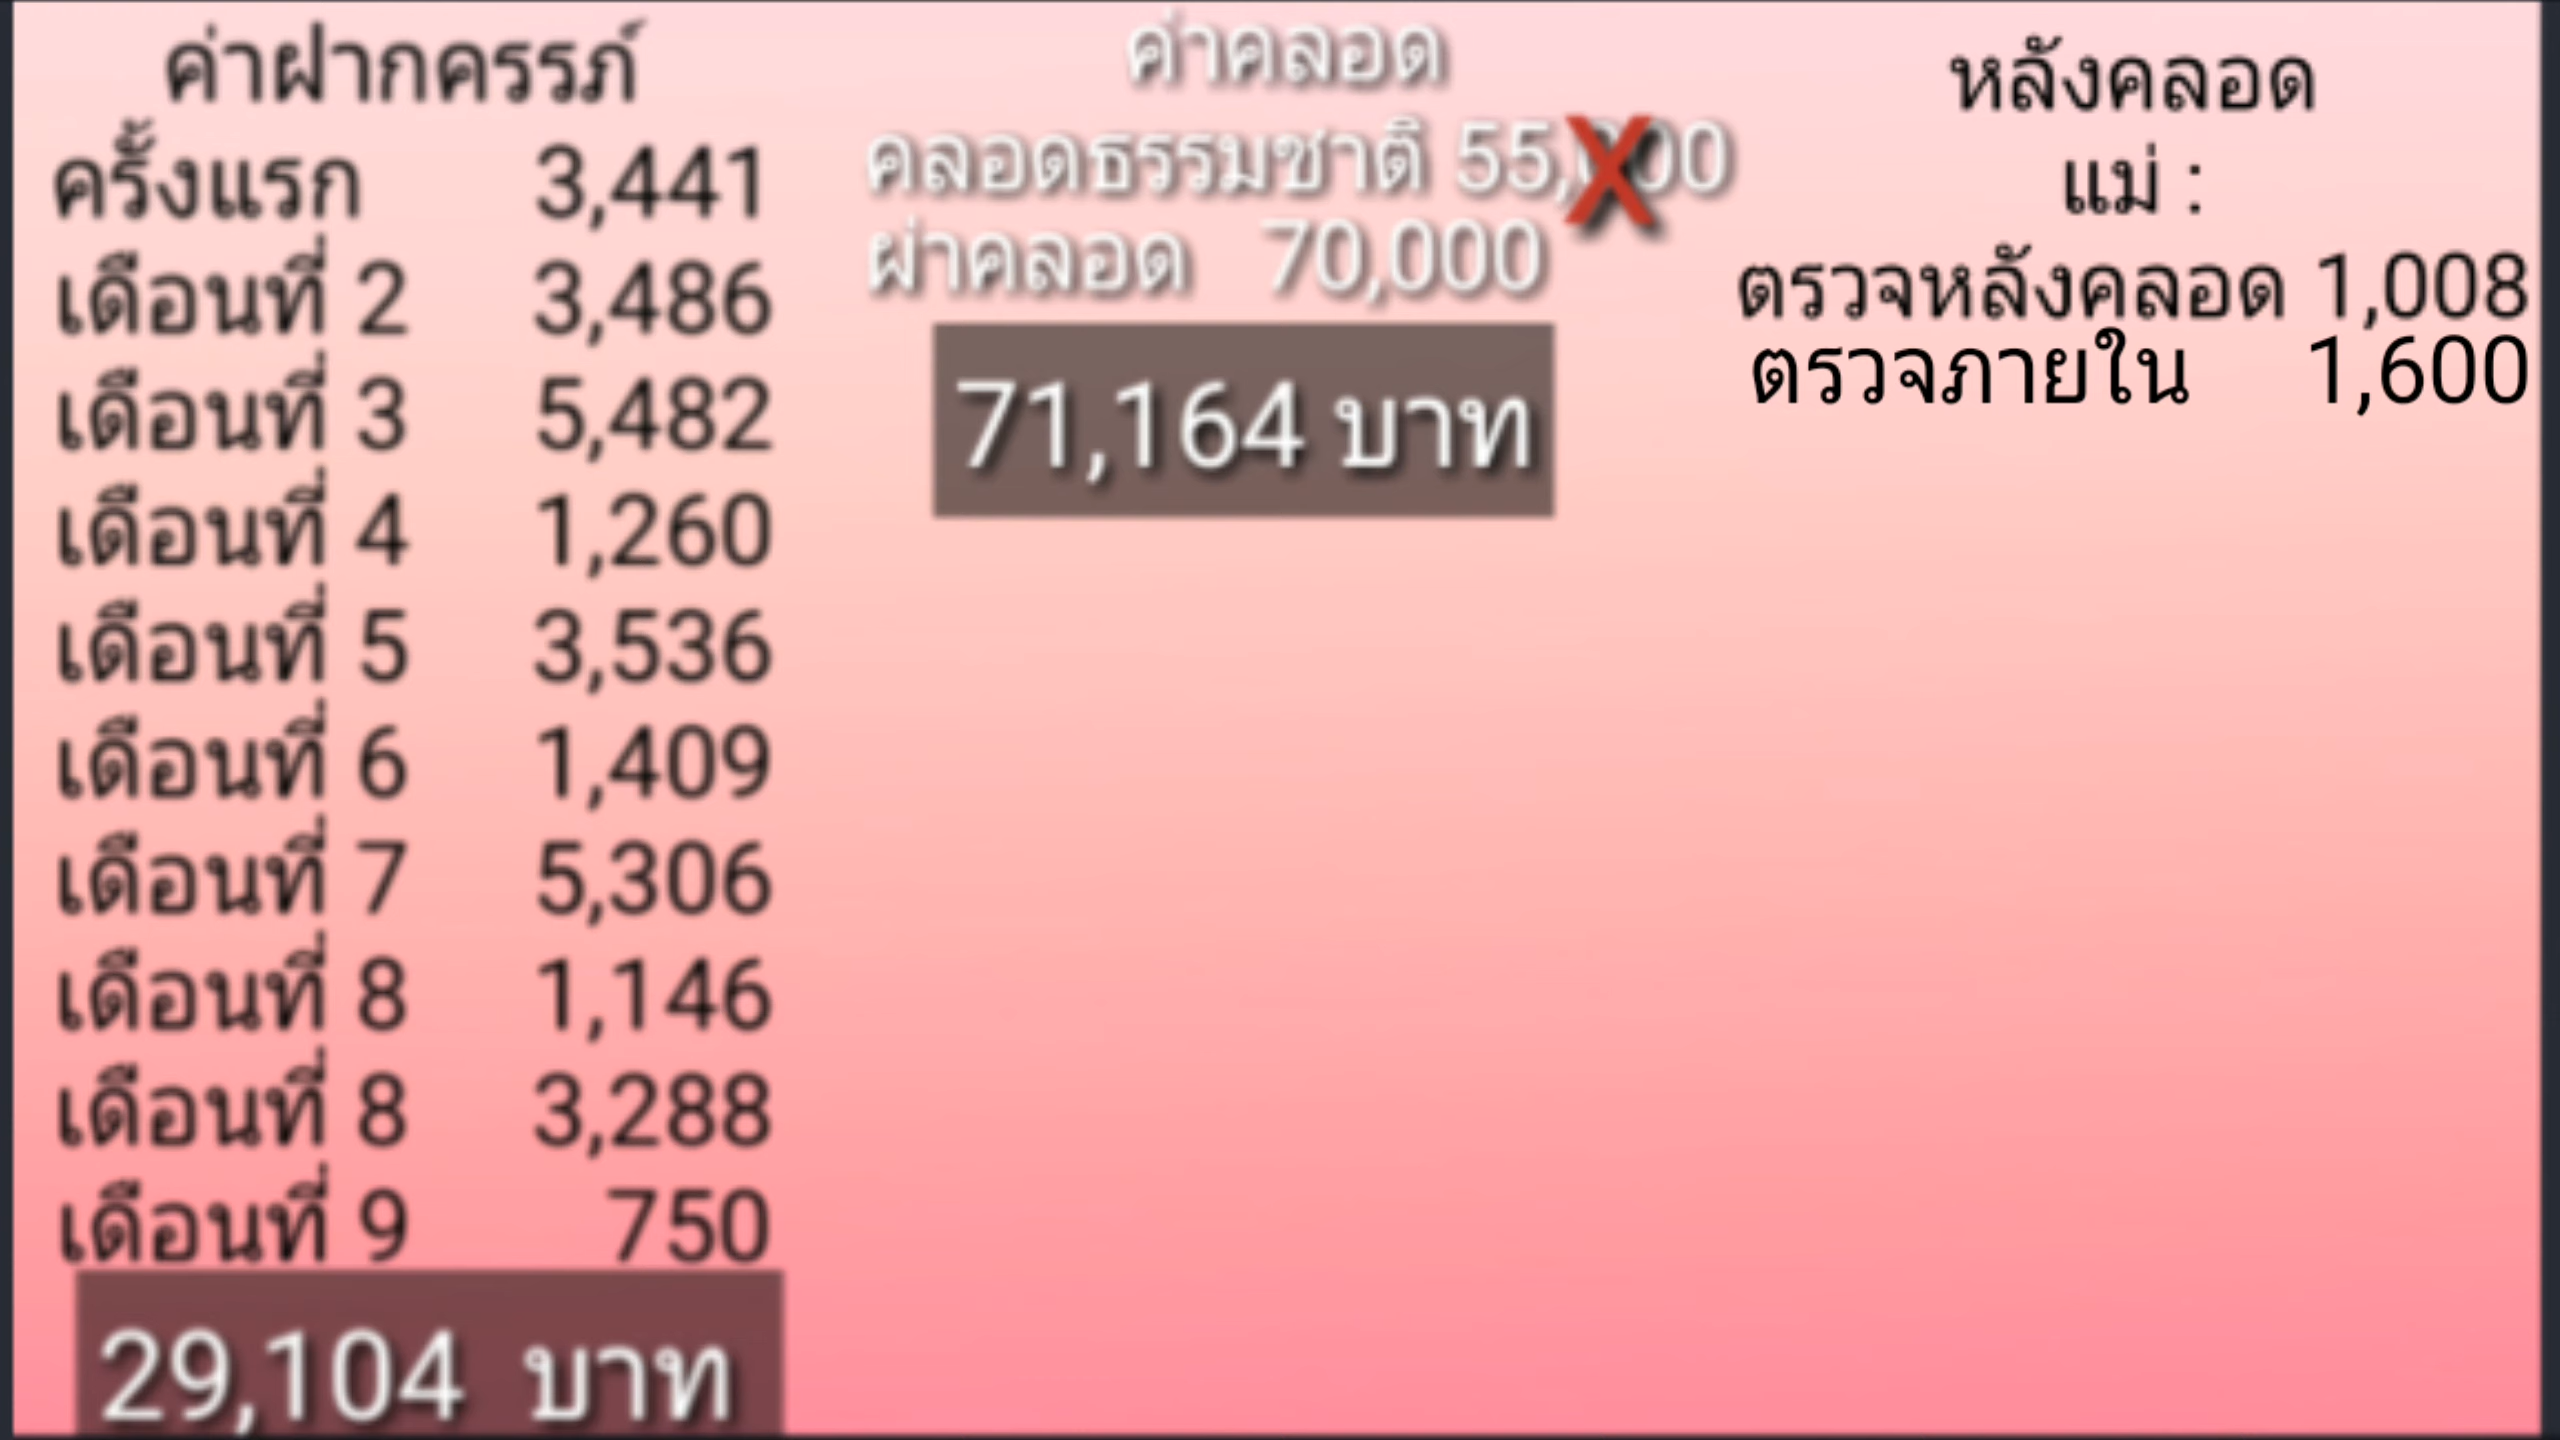 ค่าฝากครรภ์
ครั้งแรก 3,441
เดือนที่ 2 3,486
เดือนที่ 3 5,482
เดือนที่ 4 1,260
เดือนที่ 5 3,536
เดือนที่ 6 1,409
เดือนที่ 7 5,306
เดือนที่ 8 1,146
เดือนที่ 8 3,288
เดือนที่ 9 750
29,104 บาท
ค่าคลอด
คลอดธรรมชาติ 55,000
X
ผ่าคลอด 70,000
71,164 บาท
หลังคลอด
แม่ :
ตรวจหลังคลอด 1,008
ตรวจภายใน 1,600